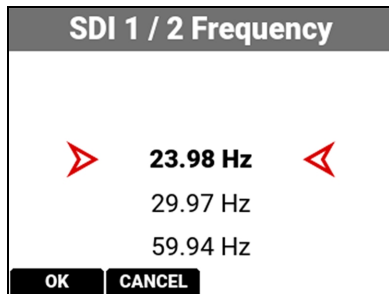 SDI 1 / 2 Frequency
23.98 Hz
29.97 Hz
59.94 Hz
OK CANCEL